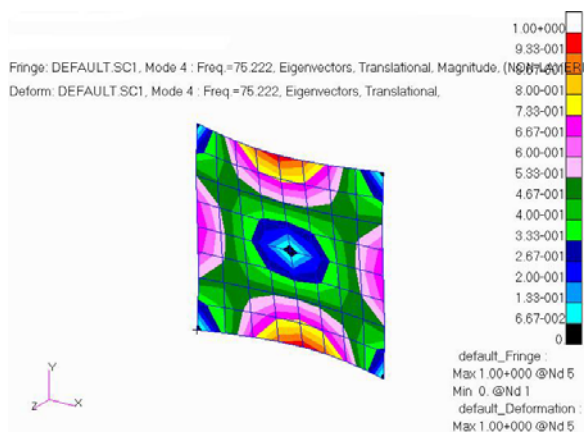 1.00+000
9.33-001
Fringe: DEFAULT.SC1, Mode 4 : Freq.=75.222, Eigenvectors, Translational, Magnitude,
8.00-001
Deform: DEFAULT.SC1, Mode 4 : Freq.=75.222, Eigenvectors, Translational,
7.33-001
6.67-001
6.00-001
5.33-001
4.67-001
4.00-001
3.33-001
2.67-001
2.00-001
1.33-001
6.67-002
0
default_Fringe :
Max 1.00+000 @Nd 5
Min 0. @Nd 1
default_Deformation :
Max 1.00+000 @Nd 5
Y
Z
X